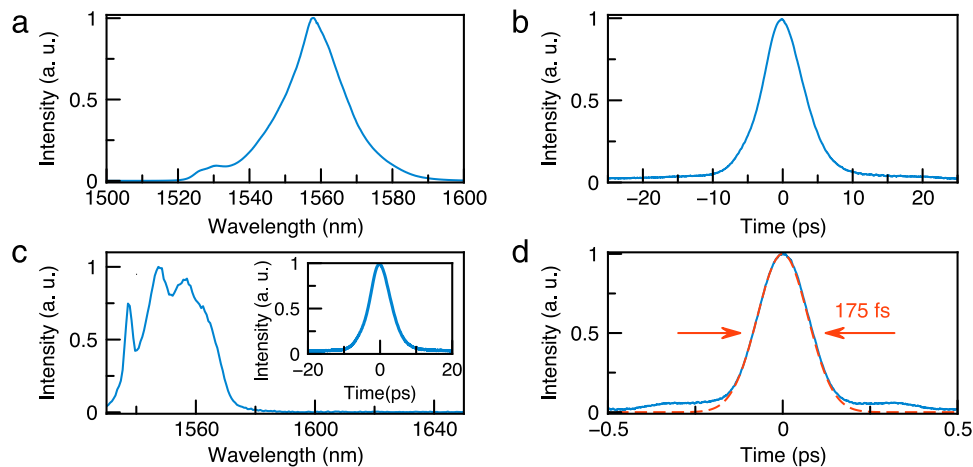 a
Intensity (a. u.)
1
0.5
0
1500 1520 1540 1560 1580 1600
Wavelength (nm)
b
Intensity (a. u.)
1
0.5
0
−20 −10 0 10 20
Time (ps)
c
Intensity (a. u.)
1
0.5
0
1560 1600 1640
Wavelength (nm)
Intensity (a. u.)
1
0.5
0
−20 0 20
Time(ps)
d
Intensity (a. u.)
1
0.5
0
175 fs
−0.5 0 0.5
Time (ps)